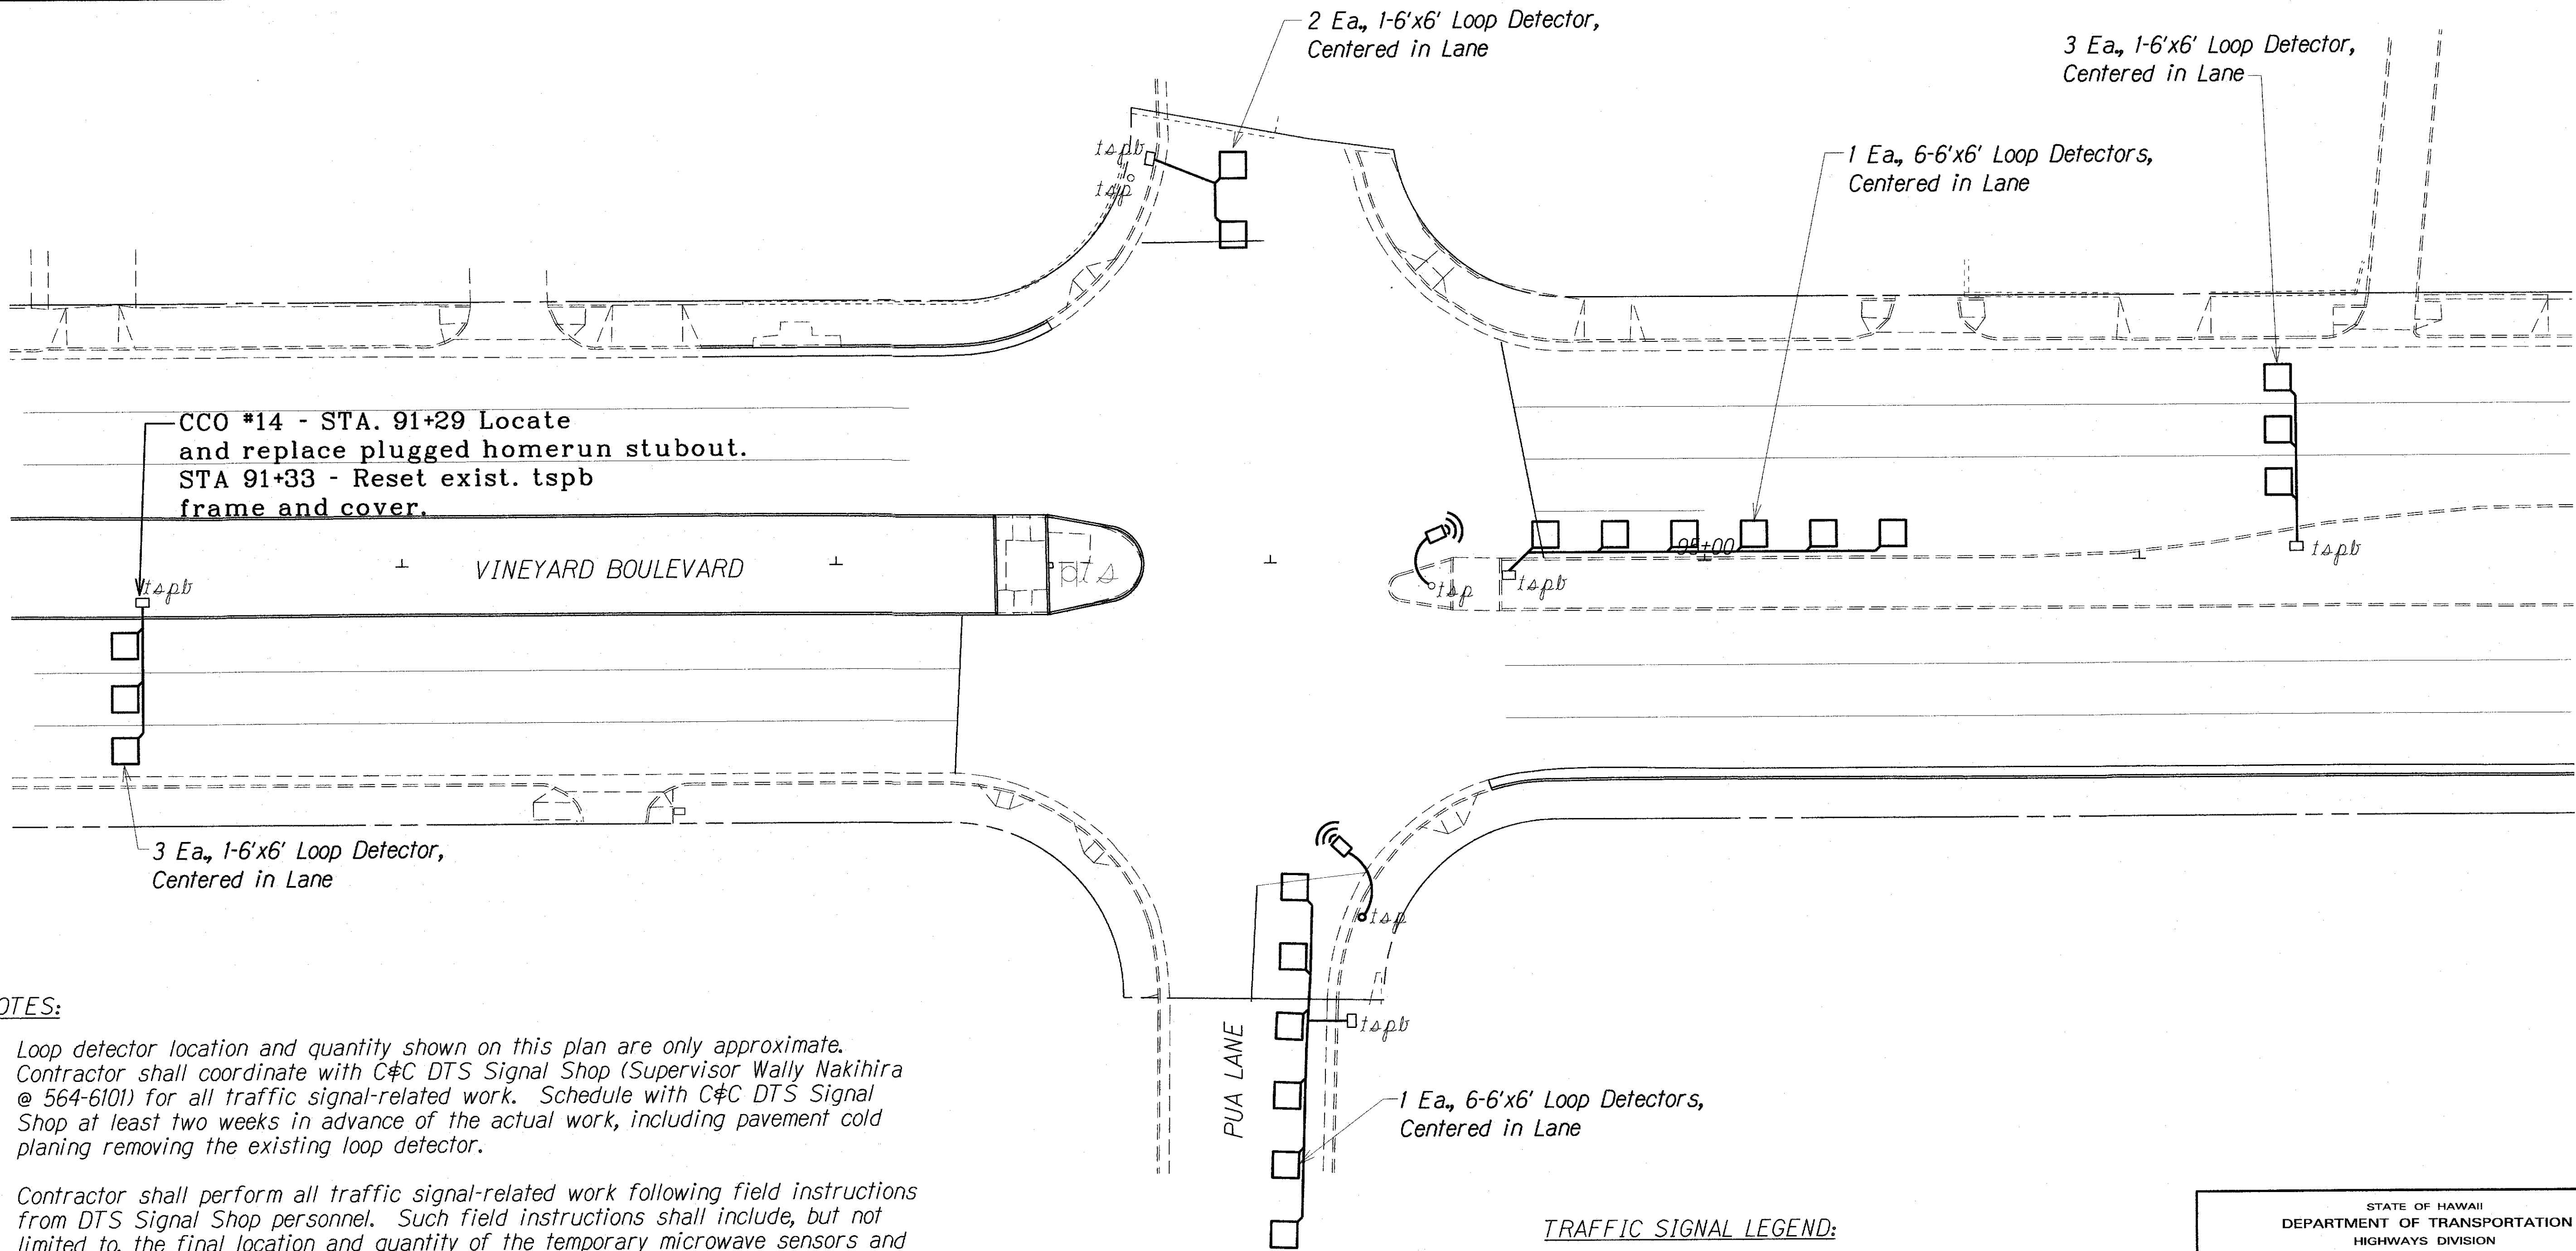 2 Ea., 1-6'x6' Loop Detector,
Centered in Lane
3 Ea., 1-6'x6' Loop Detector,
Centered in Lane
1 Ea., 6-6'x6' Loop Detectors,
Centered in Lane
tspb
tsp
CCO #14 - STA. 91+29 Locate
and replace plugged homerun stubout.
STA 91+33 - Reset exist. tspb
frame and cover.
VINEYARD BOULEVARD
tspb
pts
tsp
tspb
95+00
tspb
3 Ea., 1-6'x6' Loop Detector,
Centered in Lane
tsp
tspb
PUA LANE
1 Ea., 6-6'x6' Loop Detectors,
Centered in Lane
OTES:
Loop detector location and quantity shown on this plan are only approximate.
Contractor shall coordinate with C&C DTS Signal Shop (Supervisor Wally Nakihira
@ 564-6101) for all traffic signal-related work. Schedule with C&C DTS Signal
Shop at least two weeks in advance of the actual work, including pavement cold
planing removing the existing loop detector.
Contractor shall perform all traffic signal-related work following field instructions
from DTS Signal Shop personnel. Such field instructions shall include, but not
limited to, the final location and quantity of the temporary microwave sensors and
TRAFFIC SIGNAL LEGEND:
STATE OF HAWAII
DEPARTMENT OF TRANSPORTATION
HIGHWAYS DIVISION